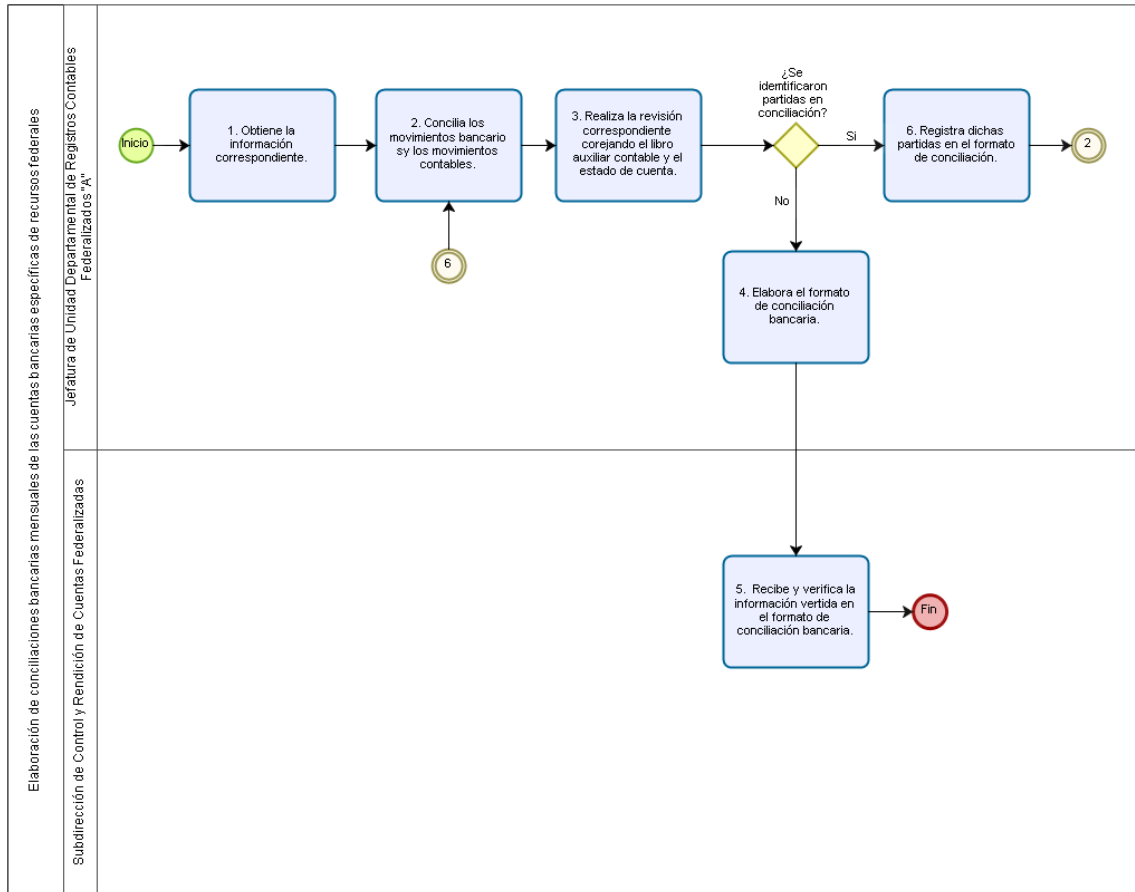 Elaboración de conciliaciones bancarias mensuales de las cuentas bancarias específicas de recursos federales
Jefatura de Unidad Departamental de Registros Contables
Federalizados "A"
Inicio
1. Obtiene la
información
correspondiente.
2. Concilia los
movimientos bancario
sy los movimientos
contables.
6
3. Realiza la revisión
correspondiente
corejando el libro
auxiliar contable y el
estado de cuenta.
¿Se
identificaron
partidas en
conciliación?
Si
No
6. Registra dichas
partidas en el formato
de conciliación.
2
4. Elabora el formato
de conciliación
bancaria.
Subdirección de Control y Rendición de Cuentas Federalizadas
5. Recibe y verifica la
información vertida en
el formato de
conciliación bancaria.
Fin